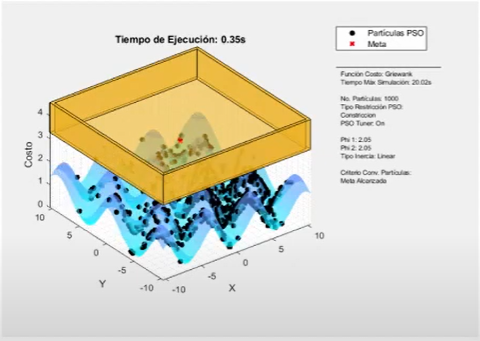 Tiempo de Ejecución: 0.35s
Partículas PSO
Meta
Función Costo: Griewank
Tiempo Máx Simulación: 20.02s
No. Partículas: 1000
Tipo Restricción PSO:
Constriccion
PSO Tuner: On
Phi 1: 2.05
Phi 2: 2.05
Tipo Inercia: Linear
Criterio Conv. Partículas:
Meta Alcanzada
Costo
4
3
2
1
0
10
5
0
-5
-10
Y
-10
-5
0
5
10
X